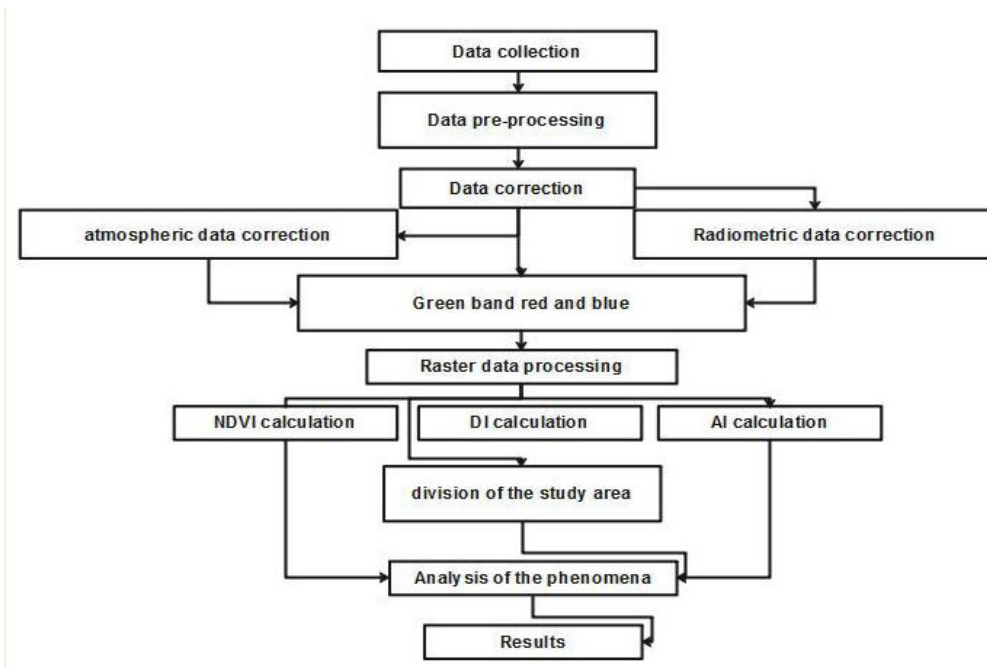 Data collection
Data pre-processing
Data correction
atmospheric data correction
Radiometric data correction
Green band red and blue
Raster data processing
NDVI calculation
DI calculation
AI calculation
division of the study area
Analysis of the phenomena
Results